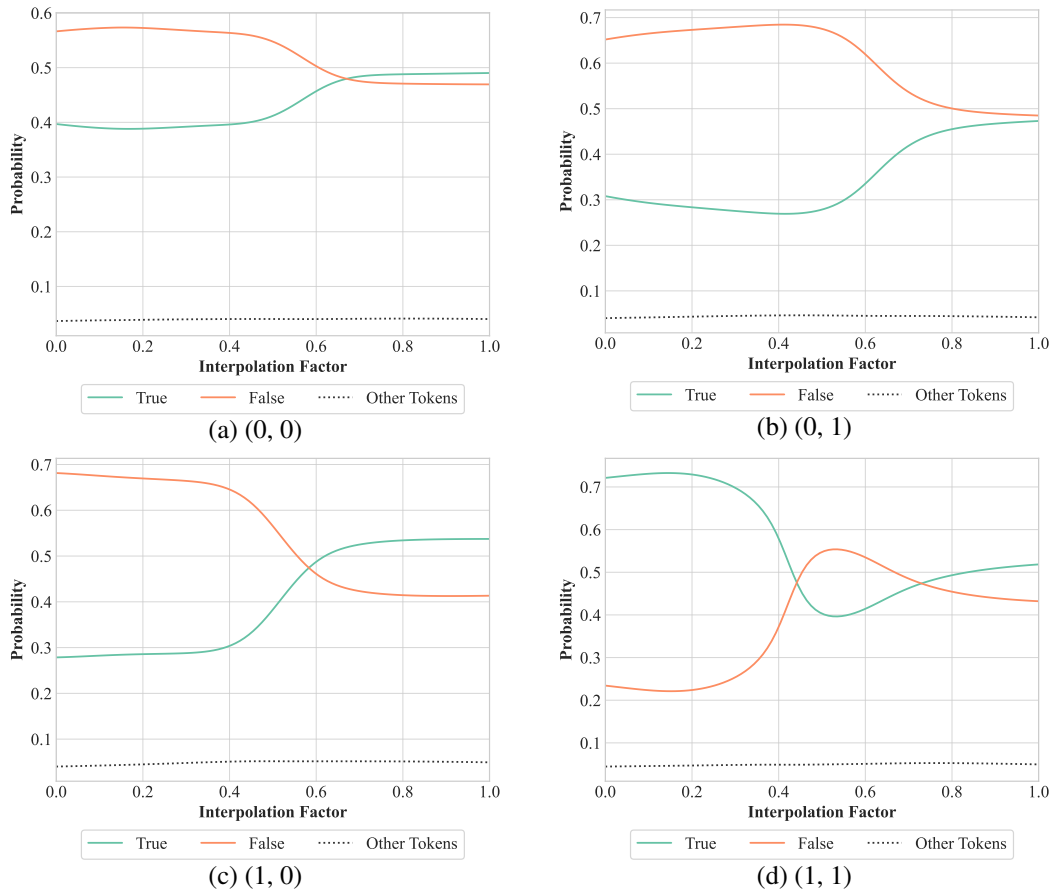 0.6
0.5
0.4
0.3
0.2
0.1
Probability
0.0 0.2 0.4 0.6 0.8 1.0
Interpolation Factor
True False Other Tokens
(a) (0, 0)
0.7
0.6
0.5
0.4
0.3
0.2
0.1
Probability
0.0 0.2 0.4 0.6 0.8 1.0
Interpolation Factor
True False Other Tokens
(b) (0, 1)
0.7
0.6
0.5
0.4
0.3
0.2
0.1
Probability
0.0 0.2 0.4 0.6 0.8 1.0
Interpolation Factor
True False Other Tokens
(c) (1, 0)
0.7
0.6
0.5
0.4
0.3
0.2
0.1
Probability
0.0 0.2 0.4 0.6 0.8 1.0
Interpolation Factor
True False Other Tokens
(d) (1, 1)